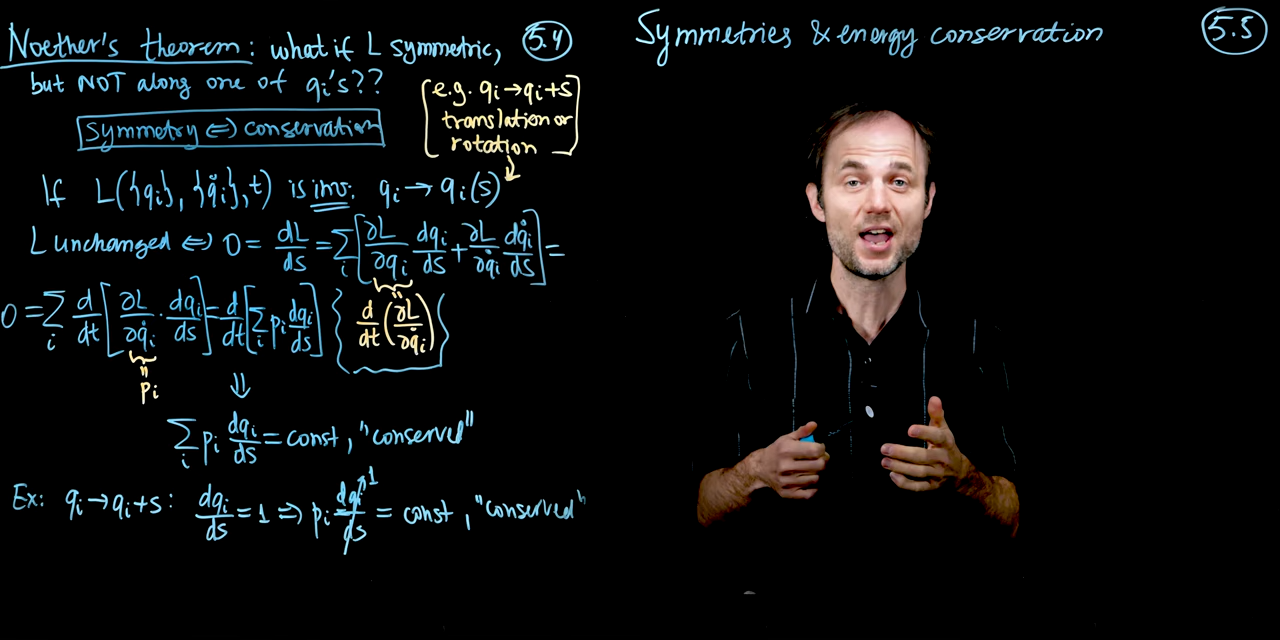 Noether's theorem: what if L symmetric, 5.4
but NOT along one of qᵢ's??
[e.g. qᵢ → qᵢ+s
translation or
rotation]
Symmetry ⇔ conservation
If L({qᵢ}, {q̇ᵢ}, t) is inv. qᵢ → qᵢ(s)
L unchanged ⇔ 0 = dL/ds = Σᵢ [∂L/∂qᵢ dqᵢ/ds + ∂L/∂q̇ᵢ dq̇ᵢ/ds] =
0 = Σᵢ d/dt [∂L/∂q̇ᵢ · dqᵢ/ds] = d/dt [Σᵢ pᵢ dqᵢ/ds] { d/dt (∂L/∂q̇ᵢ) }
"
pᵢ
⇓
Σᵢ pᵢ dqᵢ/ds = const, "conserved"
Ex: qᵢ → qᵢ+s: dqᵢ/ds = 1 ⇒ pᵢ dqᵢ/ds ↗1 = const, "conserved"
Symmetries & energy conservation 5.5